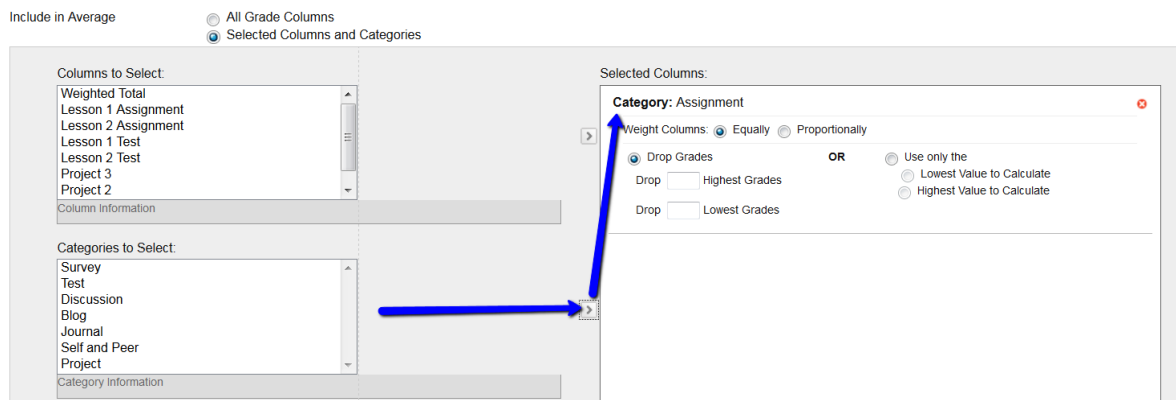 Include in Average
All Grade Columns
Selected Columns and Categories
Columns to Select:
Weighted Total
Lesson 1 Assignment
Lesson 2 Assignment
Lesson 1 Test
Lesson 2 Test
Project 3
Project 2
Column Information
Categories to Select:
Survey
Test
Discussion
Blog
Journal
Self and Peer
Project
Category Information
Selected Columns:
Category: Assignment
Weight Columns: Equally Proportionally
Drop Grades OR Use only the
Drop Highest Grades
Lowest Value to Calculate
Highest Value to Calculate
Drop Lowest Grades